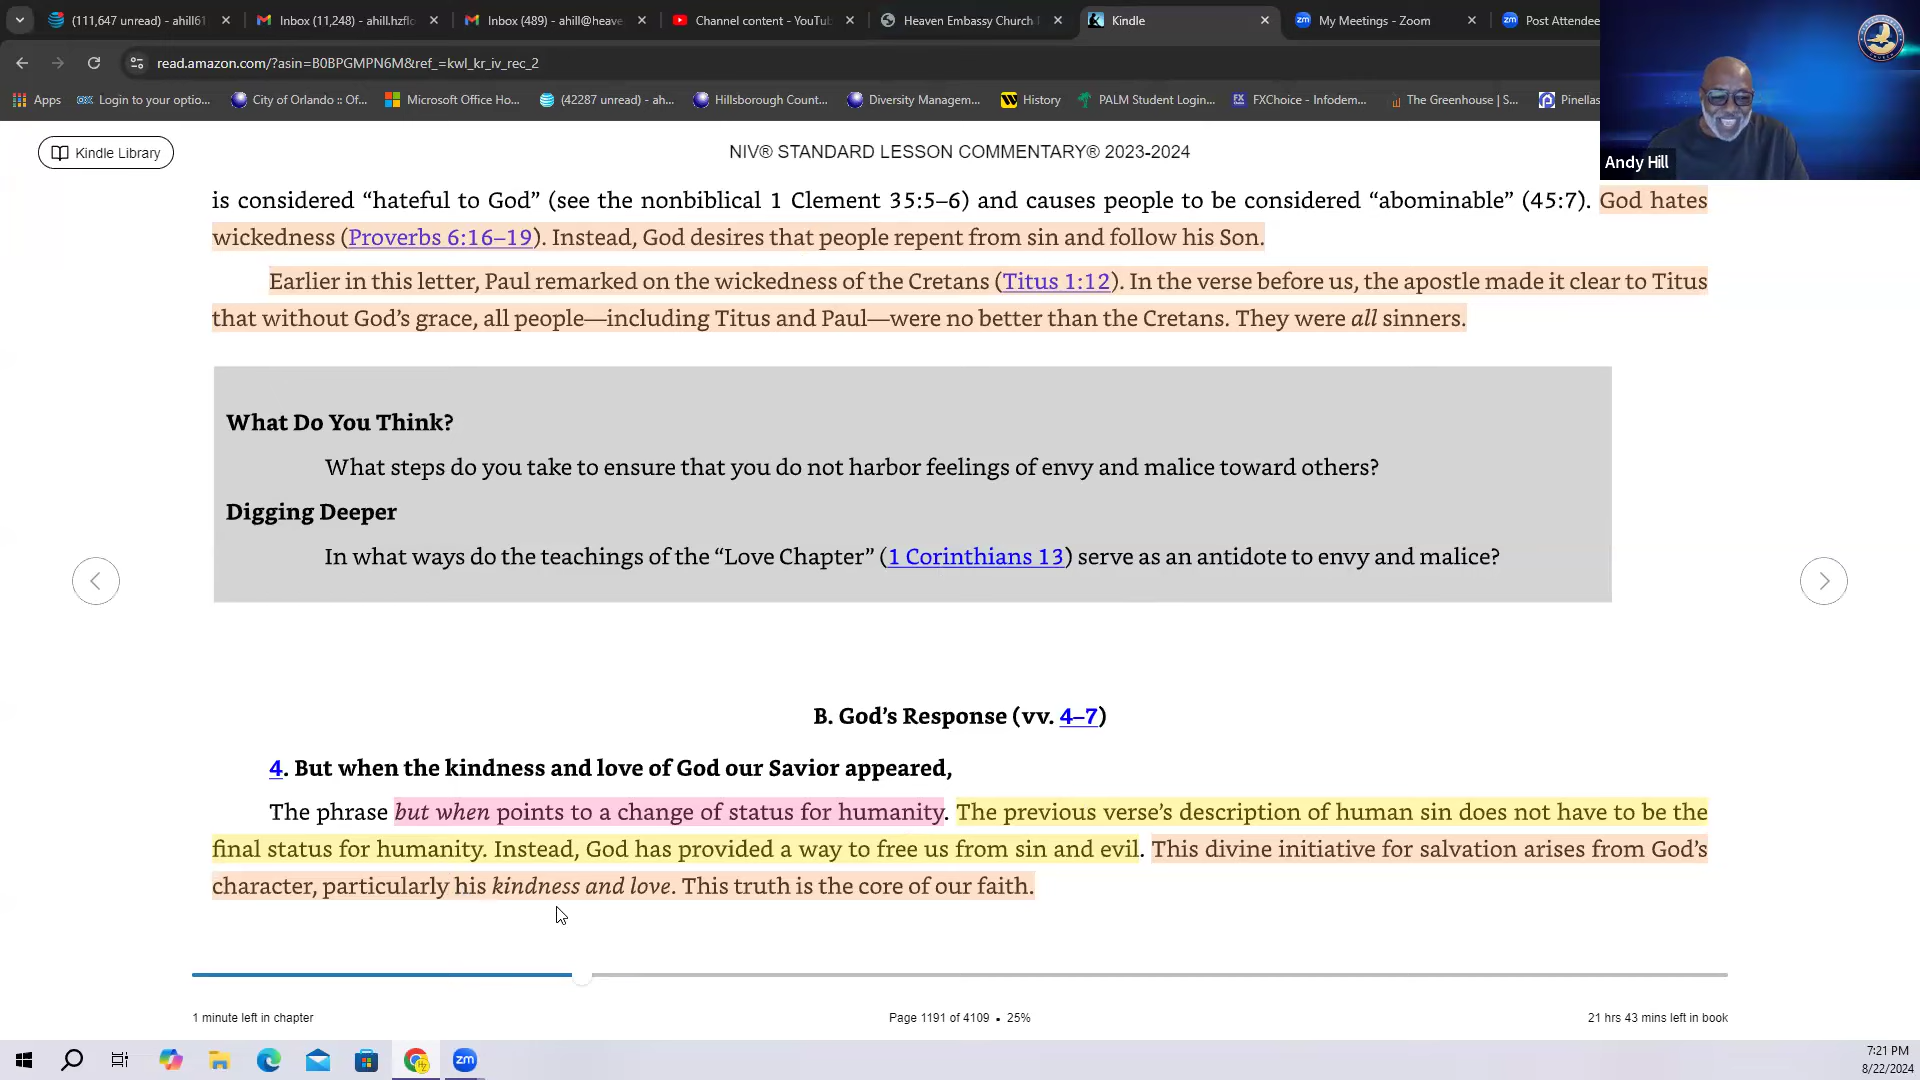 (111,647 unread) - ahill61
Inbox (11,248) - ahill.hzflc
Inbox (489) - ahill@heave
Channel content - YouTu
Heaven Embassy Church
Kindle
My Meetings - Zoom
Post Attendee
read.amazon.com/?asin=B0BPGMPN6M&ref_=kwl_kr_iv_rec_2
Apps
Login to your optio...
City of Orlando :: Of...
Microsoft Office Ho...
(42287 unread) - ah...
Hillsborough Count...
Diversity Managem...
History
PALM Student Login...
FXChoice - Infodem...
The Greenhouse | S...
Pinellas
Andy Hill
Kindle Library
NIV® STANDARD LESSON COMMENTARY® 2023-2024
is considered “hateful to God” (see the nonbiblical 1 Clement 35:5–6) and causes people to be considered “abominable” (45:7). God hates
wickedness (Proverbs 6:16–19). Instead, God desires that people repent from sin and follow his Son.
Earlier in this letter, Paul remarked on the wickedness of the Cretans (Titus 1:12). In the verse before us, the apostle made it clear to Titus
that without God’s grace, all people—including Titus and Paul—were no better than the Cretans. They were all sinners.
What Do You Think?
What steps do you take to ensure that you do not harbor feelings of envy and malice toward others?
Digging Deeper
In what ways do the teachings of the “Love Chapter” (1 Corinthians 13) serve as an antidote to envy and malice?
B. God’s Response (vv. 4–7)
4. But when the kindness and love of God our Savior appeared,
The phrase but when points to a change of status for humanity. The previous verse’s description of human sin does not have to be the
final status for humanity. Instead, God has provided a way to free us from sin and evil. This divine initiative for salvation arises from God’s
character, particularly his kindness and love. This truth is the core of our faith.
1 minute left in chapter
Page 1191 of 4109 • 25%
21 hrs 43 mins left in book
zm
7:21 PM
8/22/2024